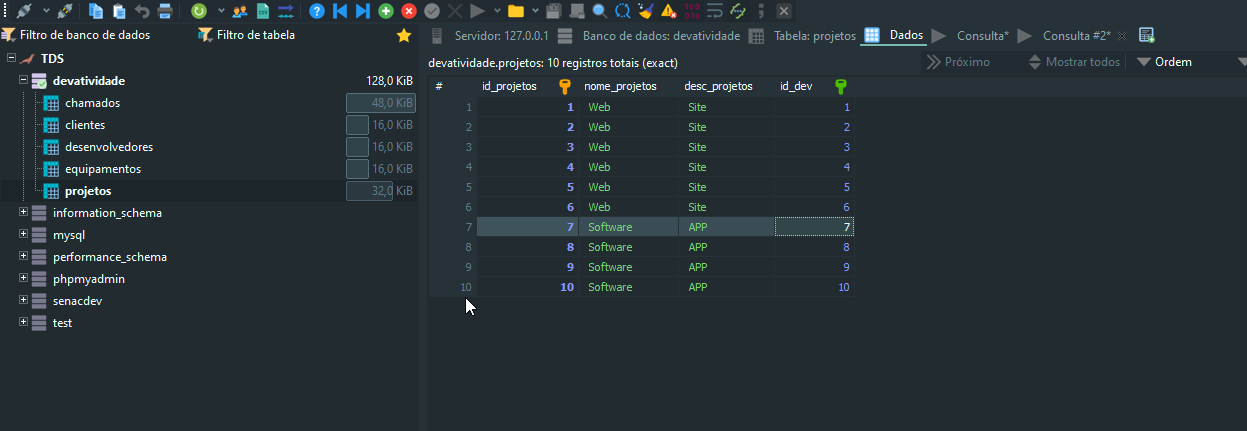 Filtro de banco de dados Filtro de tabela
Servidor: 127.0.0.1 Banco de dados: devatividade Tabela: projetos Dados Consulta* Consulta #2*
TDS
devatividade 128,0 KiB
chamados 48,0 KiB
clientes 16,0 KiB
desenvolvedores 16,0 KiB
equipamentos 16,0 KiB
projetos 32,0 KiB
information_schema
mysql
performance_schema
phpmyadmin
senacdev
test
devatividade.projetos: 10 registros totais (exact) Próximo Mostrar todos Ordem
# id_projetos nome_projetos desc_projetos id_dev
1 1 Web Site 1
2 2 Web Site 2
3 3 Web Site 3
4 4 Web Site 4
5 5 Web Site 5
6 6 Web Site 6
7 7 Software APP 7
8 8 Software APP 8
9 9 Software APP 9
10 10 Software APP 10